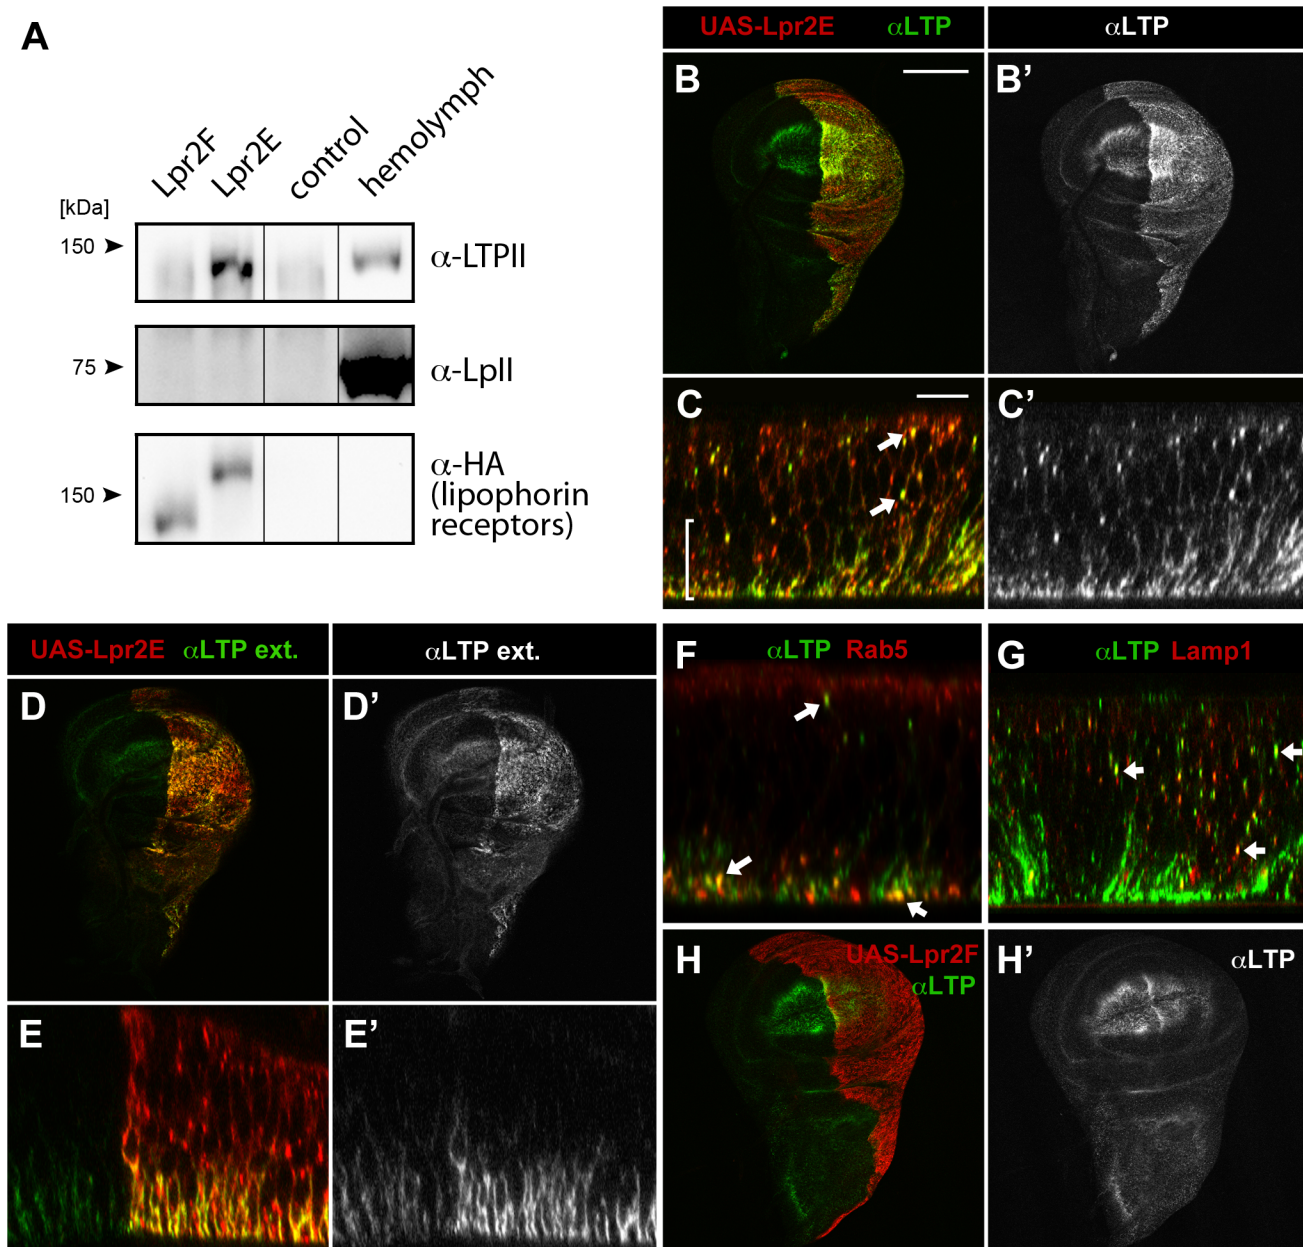 A
Lpr2F
Lpr2E
control
hemolymph
[kDa]
150
α-LTPII
75
α-LpII
150
α-HA
(lipophorin
receptors)
UAS-Lpr2E αLTP
αLTP
B
B’
C
C’
UAS-Lpr2E αLTP ext.
αLTP ext.
D
D’
E
E’
F
αLTP Rab5
G
αLTP Lamp1
H
UAS-Lpr2F
αLTP
H’
αLTP